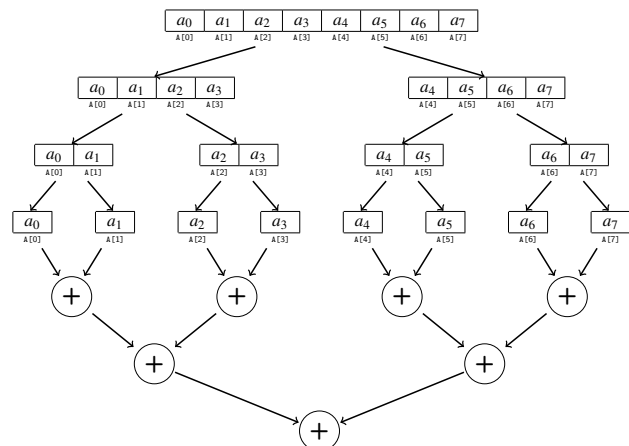 a₀ a₁ a₂ a₃ a₄ a₅ a₆ a₇
A[0] A[1] A[2] A[3] A[4] A[5] A[6] A[7]
a₀ a₁ a₂ a₃ a₄ a₅ a₆ a₇
A[0] A[1] A[2] A[3] A[4] A[5] A[6] A[7]
a₀ a₁ a₂ a₃ a₄ a₅ a₆ a₇
A[0] A[1] A[2] A[3] A[4] A[5] A[6] A[7]
a₀ a₁ a₂ a₃ a₄ a₅ a₆ a₇
A[0] A[1] A[2] A[3] A[4] A[5] A[6] A[7]
+ + + +
+ +
+